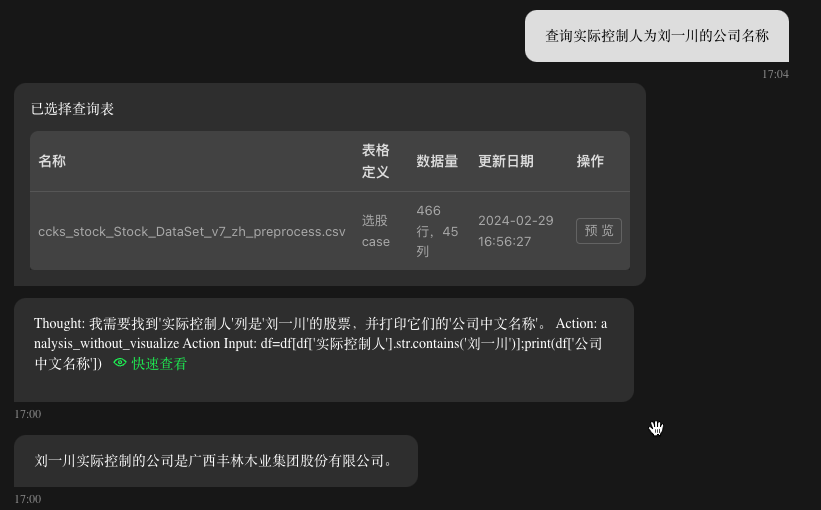 查询实际控制人为刘一川的公司名称
17:04
已选择查询表
名称 表格定义 数据量 更新日期 操作
ccks_stock_Stock_DataSet_v7_zh_preprocess.csv 选股case 466行，45列 2024-02-29 16:56:27 预 览
Thought: 我需要找到'实际控制人'列是'刘一川'的股票，并打印它们的'公司中文名称'。 Action: a
nalysis_without_visualize Action Input: df=df[df['实际控制人'].str.contains('刘一川')];print(df['公司
中文名称']) 快速查看
17:00
刘一川实际控制的公司是广西丰林木业集团股份有限公司。
17:00